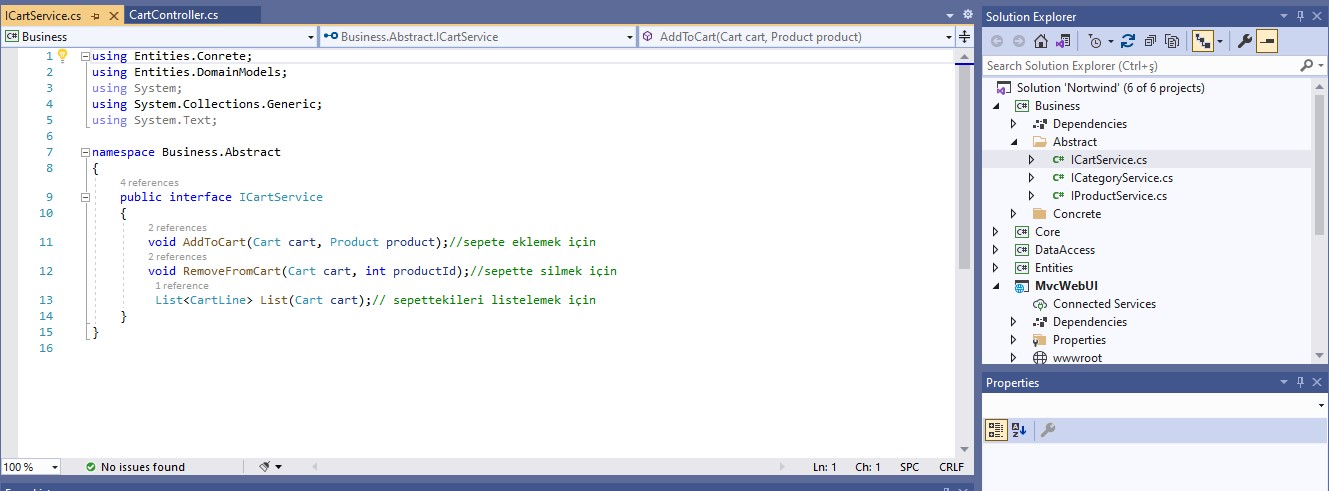 ICartService.cs
CartController.cs
Business
Business.Abstract.ICartService
AddToCart(Cart cart, Product product)
1 using Entities.Conrete;
2 using Entities.DomainModels;
3 using System;
4 using System.Collections.Generic;
5 using System.Text;
6
7 namespace Business.Abstract
8 {
4 references
9 public interface ICartService
10 {
2 references
11 void AddToCart(Cart cart, Product product);//sepete eklemek için
2 references
12 void RemoveFromCart(Cart cart, int productId);//sepette silmek için
1 reference
13 List<CartLine> List(Cart cart);// sepettekileri listelemek için
14 }
15 }
16
100 %
No issues found
Ln: 1
Ch: 1
SPC
CRLF
Solution Explorer
Search Solution Explorer (Ctrl+ş)
Solution 'Nortwind' (6 of 6 projects)
C# Business
Dependencies
Abstract
C# ICartService.cs
C# ICategoryService.cs
C# IProductService.cs
Concrete
C# Core
C# DataAccess
C# Entities
MvcWebUI
Connected Services
Dependencies
Properties
wwwroot
Properties